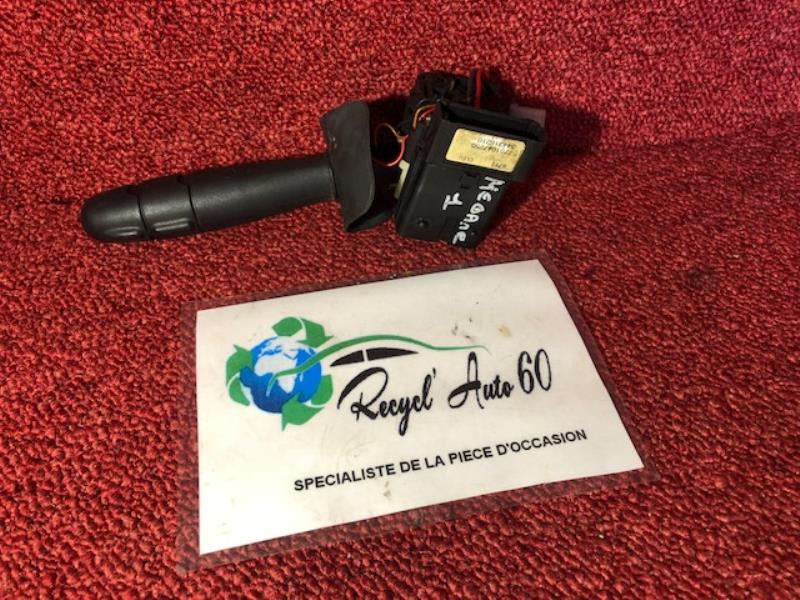 MEGANE
1
Recycl' Auto 60
SPECIALISTE DE LA PIECE D'OCCASION